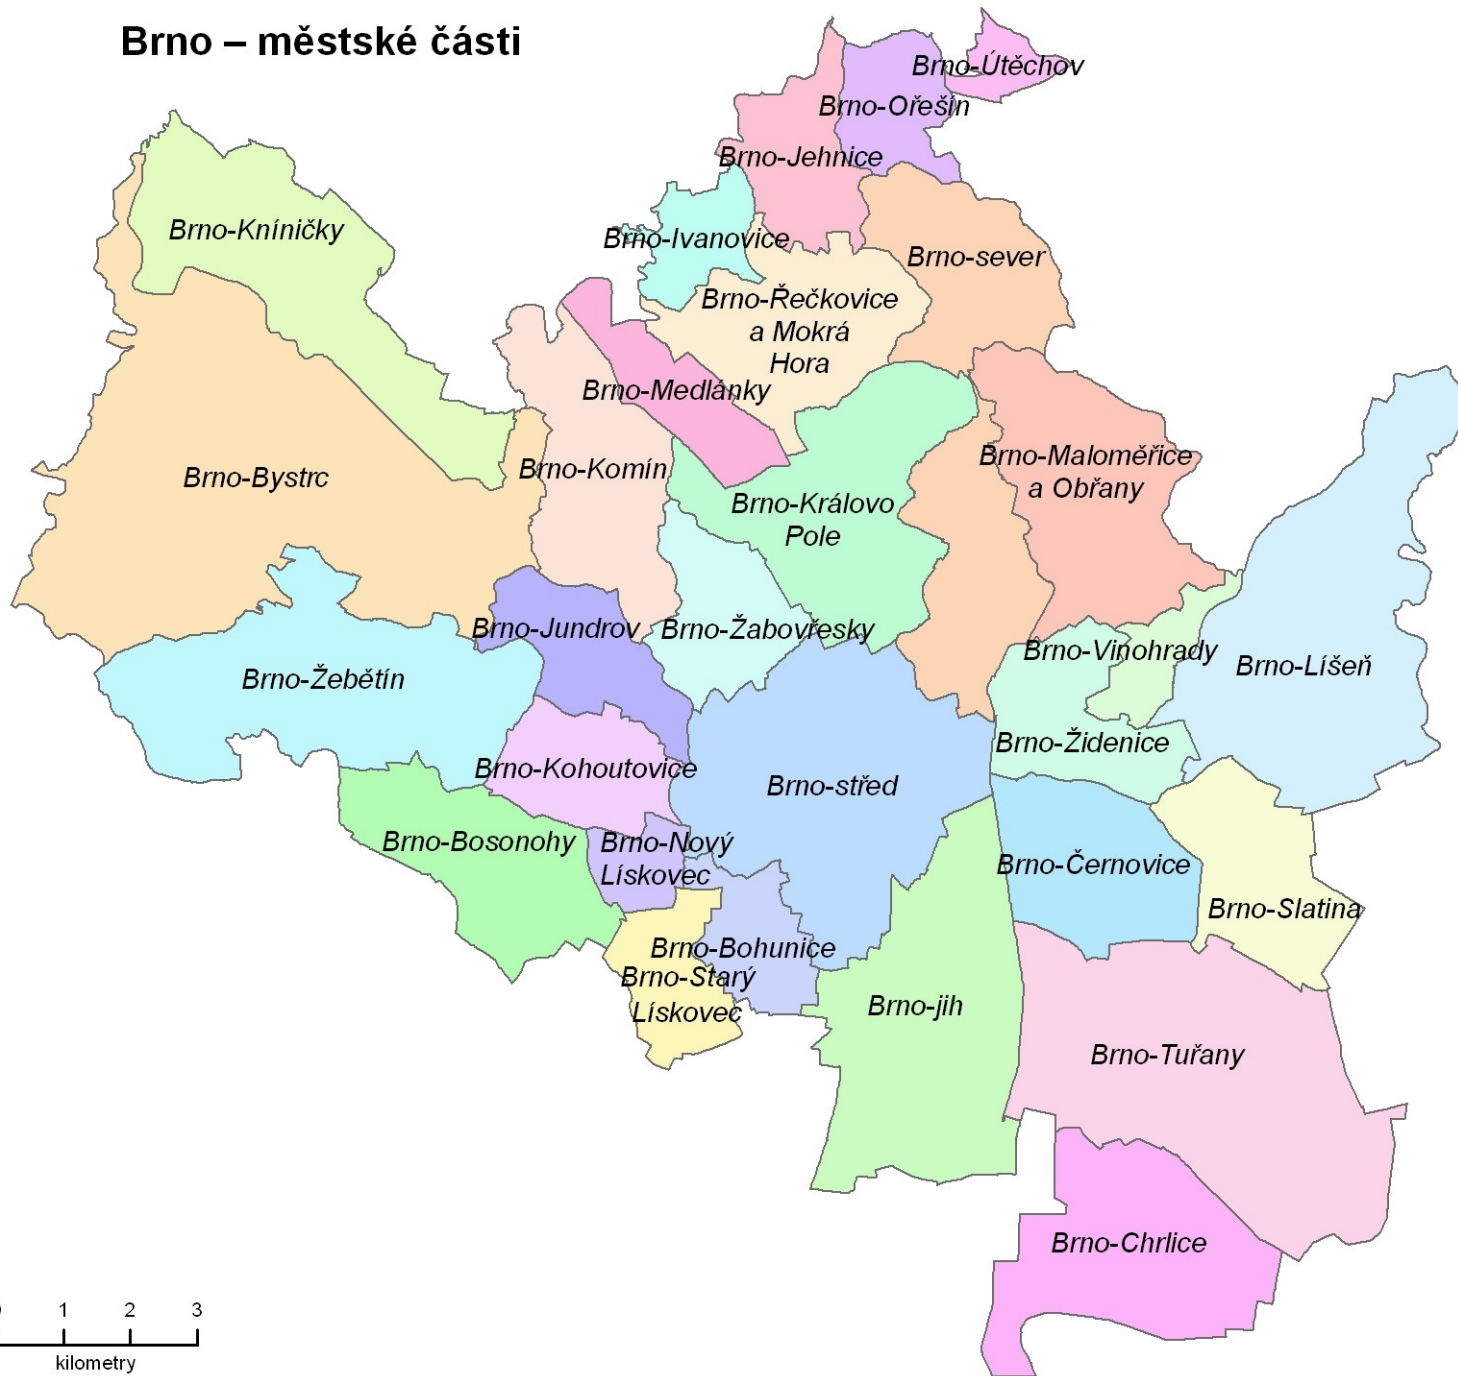 Brno – městské části
Brno-Útěchov
Brno-Ořešín
Brno-Jehnice
Brno-Kníničky
Brno-Ivanovice
Brno-sever
Brno-Řečkovice
a Mokrá
Hora
Brno-Medlánky
Brno-Maloměřice
a Obřany
Brno-Komín
Brno-Bystrc
Brno-Královo
Pole
Brno-Jundrov
Brno-Žabovřesky
Brno-Vinohrady
Brno-Líšeň
Brno-Žebětín
Brno-Židenice
Brno-Kohoutovice
Brno-střed
Brno-Bosonohy
Brno-Nový
Lískovec
Brno-Černovice
Brno-Slatina
Brno-Bohunice
Brno-Starý
Lískovec
Brno-jih
Brno-Tuřany
Brno-Chrlice
1 2 3
kilometry